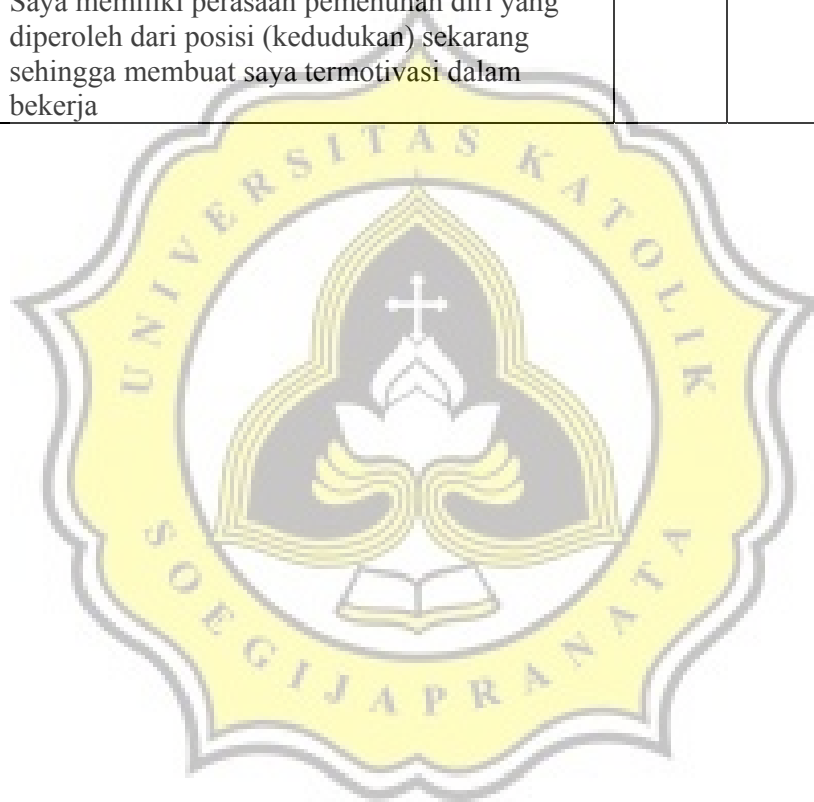 Saya memiliki perasaan pemenuhan diri yang
diperoleh dari posisi (kedudukan) sekarang
sehingga membuat saya termotivasi dalam
bekerja
UNIVERSITAS KATOLIK
SOEGIJAPRANATA